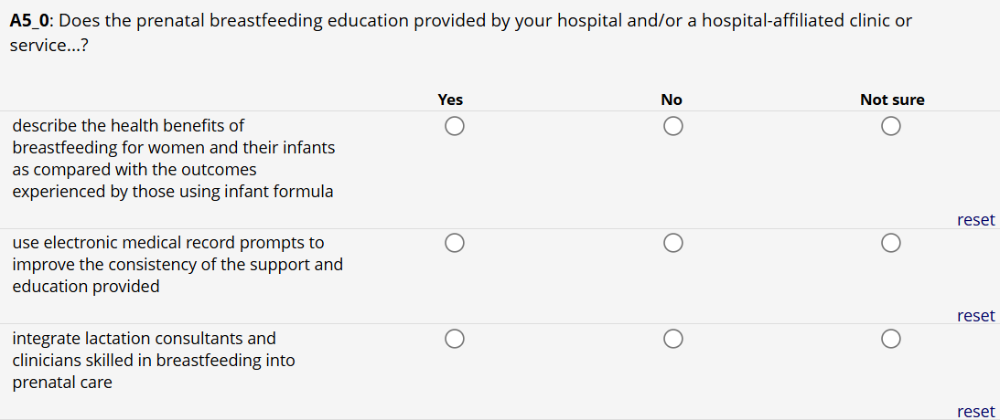 A5_0: Does the prenatal breastfeeding education provided by your hospital and/or a hospital-affiliated clinic or
service...?
Yes No Not sure
describe the health benefits of
breastfeeding for women and their infants
as compared with the outcomes
experienced by those using infant formula
reset
use electronic medical record prompts to
improve the consistency of the support and
education provided
reset
integrate lactation consultants and
clinicians skilled in breastfeeding into
prenatal care
reset